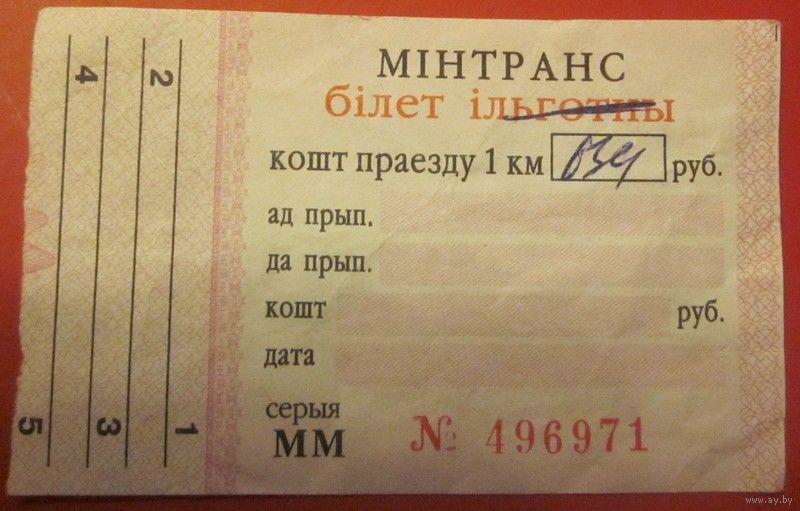 МІНТРАНС
білет ільготны
кошт праезду 1 км руб.
ад прып.
да прып.
кошт руб.
дата
серыя
ММ № 496971
2
4
1
3
5
www.ay.by